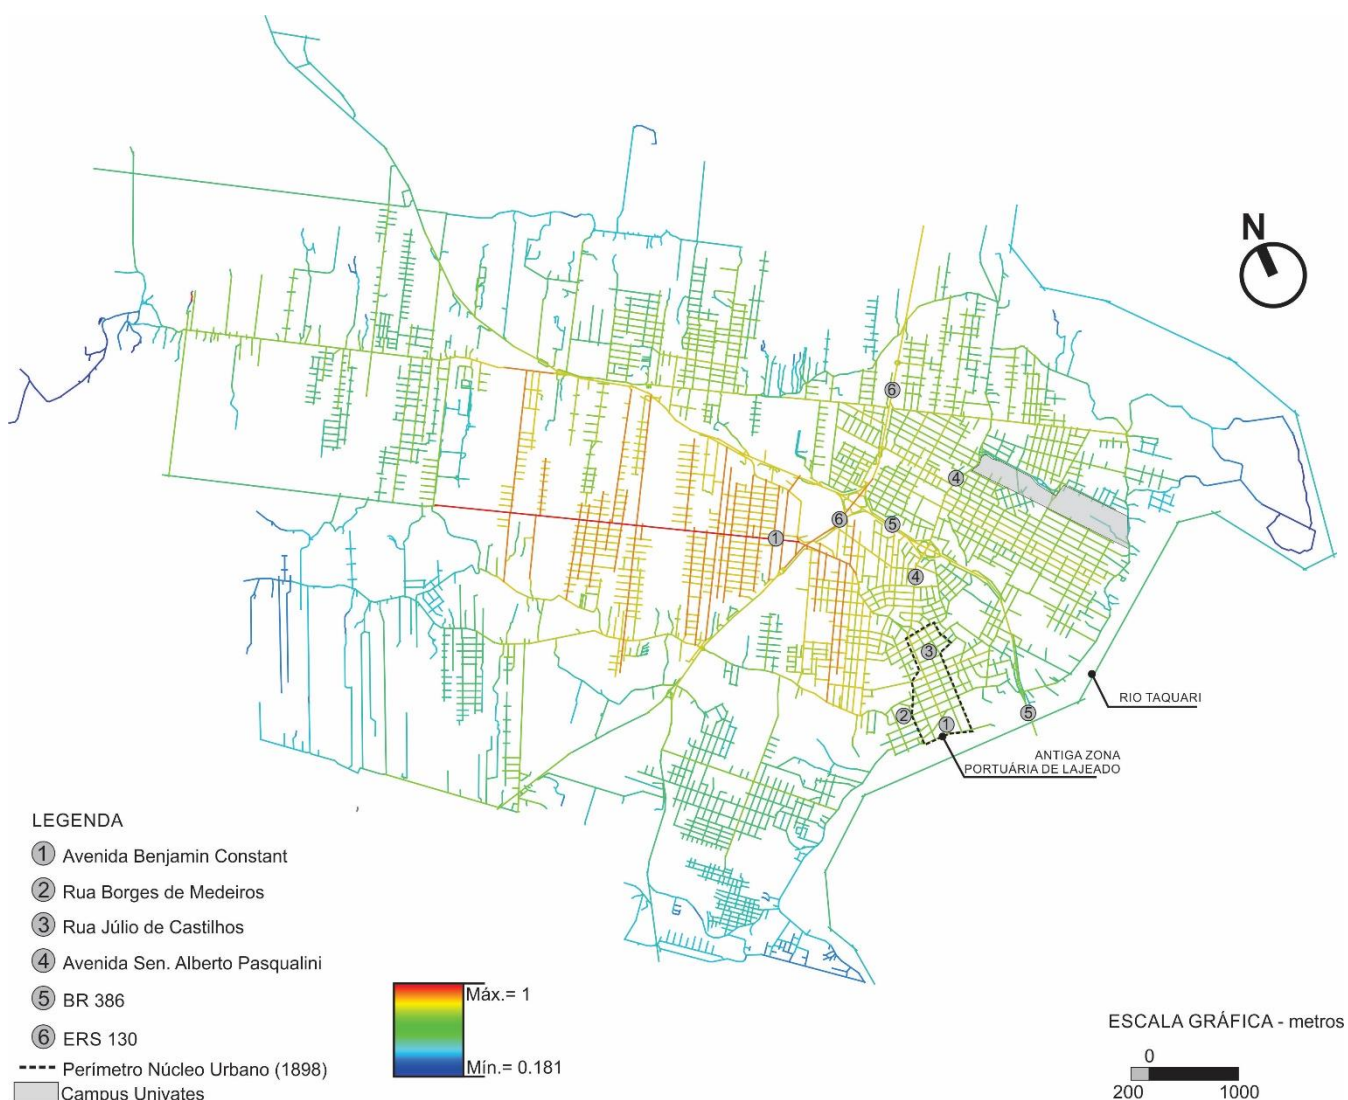 N
6
4
6
5
1
4
3
2
1
5
RIO TAQUARI
ANTIGA ZONA
PORTUÁRIA DE LAJEADO
LEGENDA
1 Avenida Benjamin Constant
2 Rua Borges de Medeiros
3 Rua Júlio de Castilhos
4 Avenida Sen. Alberto Pasqualini
5 BR 386
6 ERS 130
Perímetro Núcleo Urbano (1898)
Campus Univates
Máx.= 1
Mín.= 0.181
ESCALA GRÁFICA - metros
0
200 1000